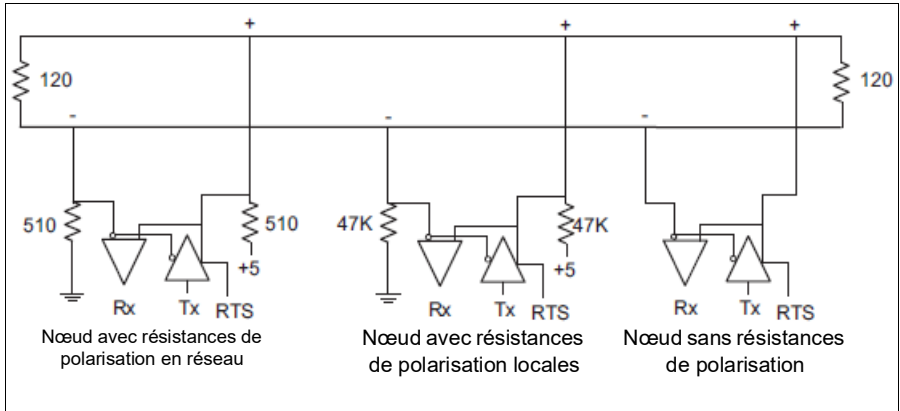 + + +
120 120
- - -
510 510 47K 47K
+5 +5
Rx Tx RTS Rx Tx RTS Rx Tx RTS
Nœud avec résistances de
polarisation en réseau
Nœud avec résistances
de polarisation locales
Nœud sans résistances
de polarisation